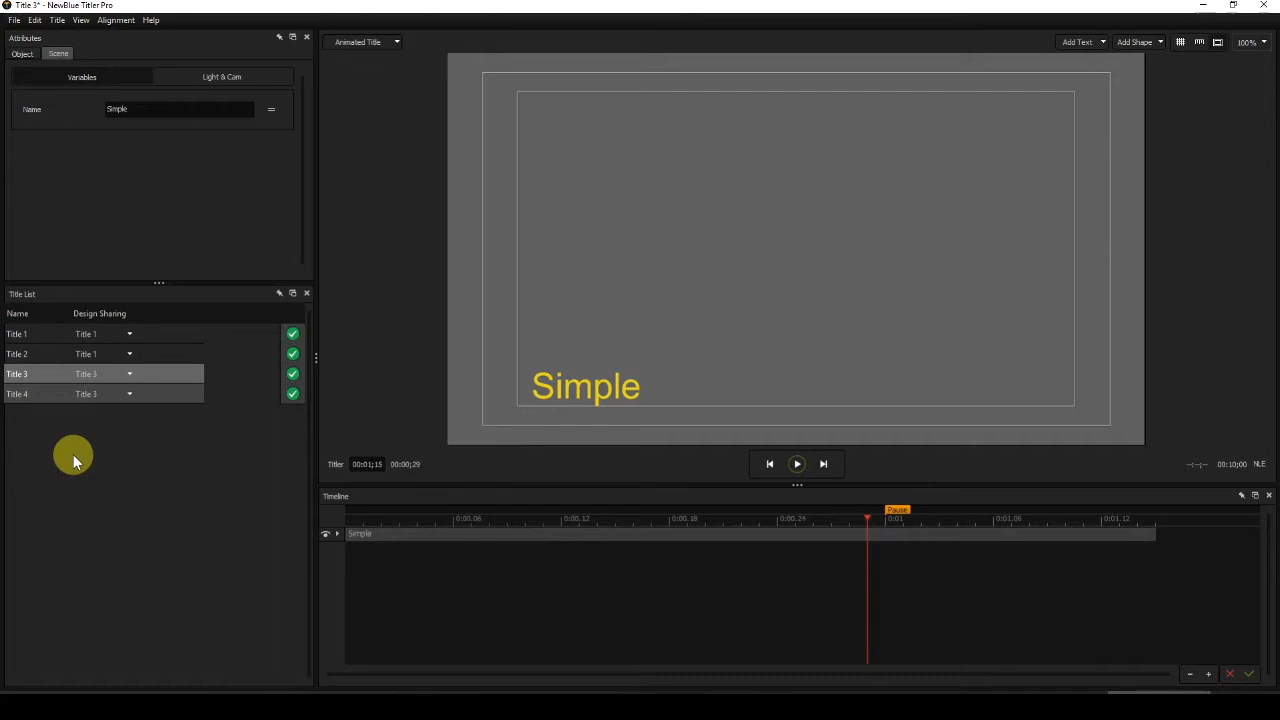 Title 3* - NewBlue Titler Pro
File Edit Title View Alignment Help
Attributes
Object Scene
Variables Light & Cam
Name Simple
Title List
Name Design Sharing
Title 1 Title 1
Title 2 Title 1
Title 3 Title 3
Title 4 Title 3
Animated Title Add Text Add Shape 100%
Simple
Titler 00:01;15 00:00;29 --:--;-- 00:10;00 NLE
Timeline
Pause
0:00.06 0:00.12 0:00.18 0:00.24 0:01 0:01.06 0:01.12
Simple